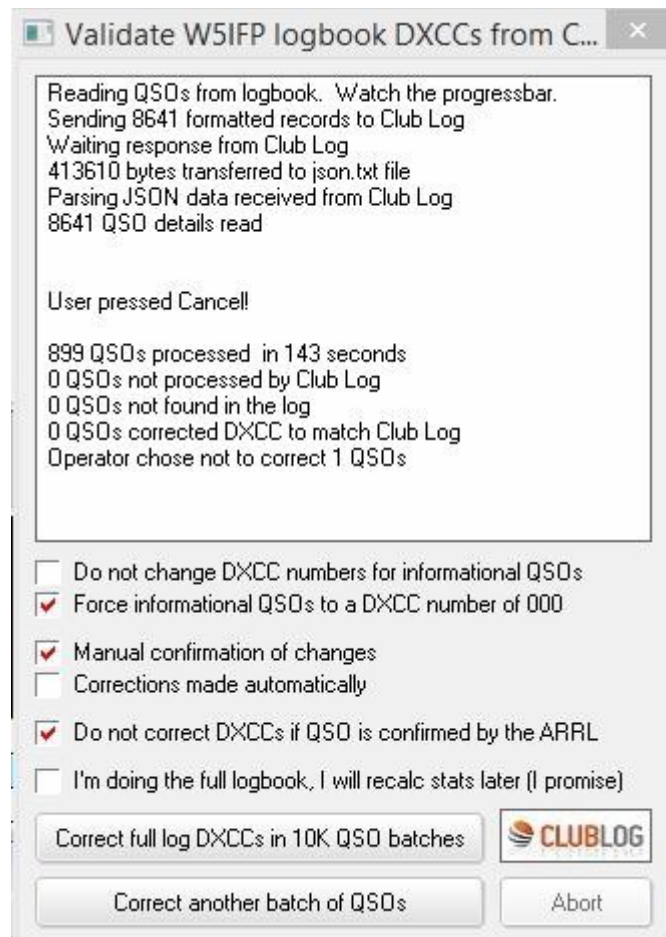 Validate W5IFP logbook DXCCs from C...
Reading QSOs from logbook. Watch the progressbar.
Sending 8641 formatted records to Club Log
Waiting response from Club Log
413610 bytes transferred to json.txt file
Parsing JSON data received from Club Log
8641 QSO details read
User pressed Cancel!
899 QSOs processed in 143 seconds
0 QSOs not processed by Club Log
0 QSOs not found in the log
0 QSOs corrected DXCC to match Club Log
Operator chose not to correct 1 QSOs
Do not change DXCC numbers for informational QSOs
Force informational QSOs to a DXCC number of 000
Manual confirmation of changes
Corrections made automatically
Do not correct DXCCs if QSO is confirmed by the ARRL
I'm doing the full logbook, I will recalc stats later (I promise)
Correct full log DXCCs in 10K QSO batches
CLUBLOG
Correct another batch of QSOs
Abort